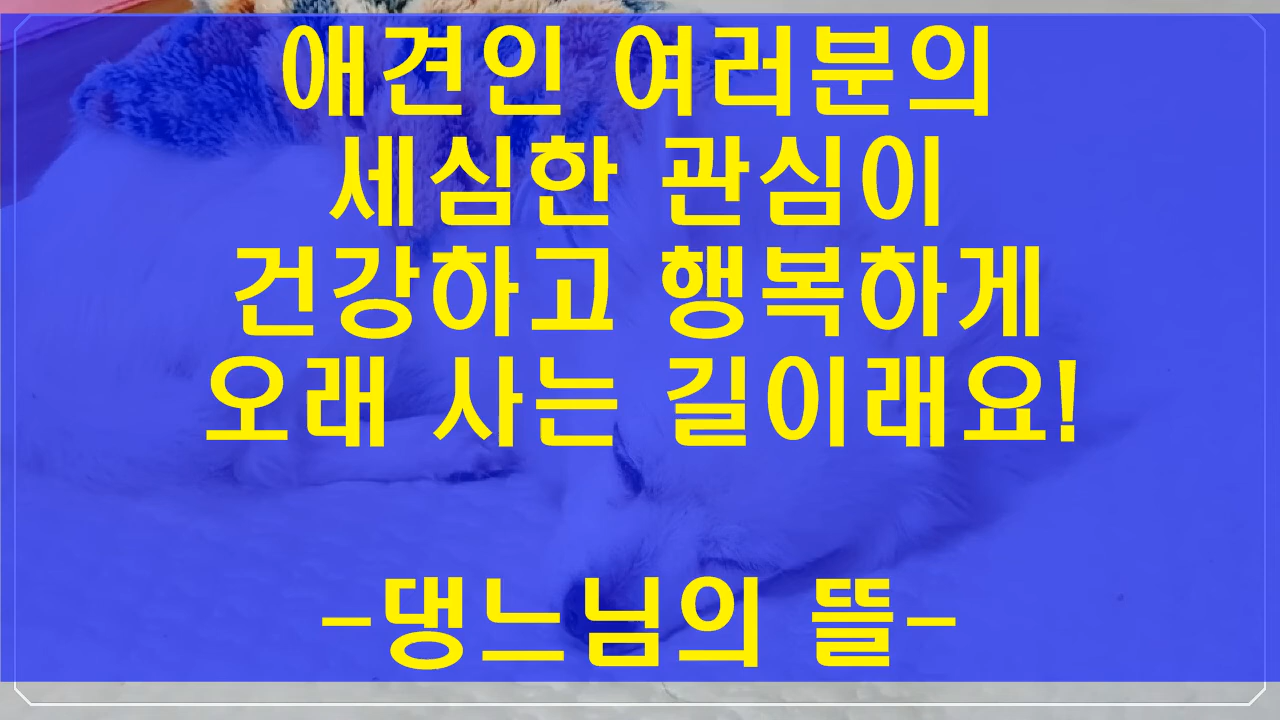 애견인 여러분의
세심한 관심이
건강하고 행복하게
오래 사는 길이래요!
-댕느님의 뜰-